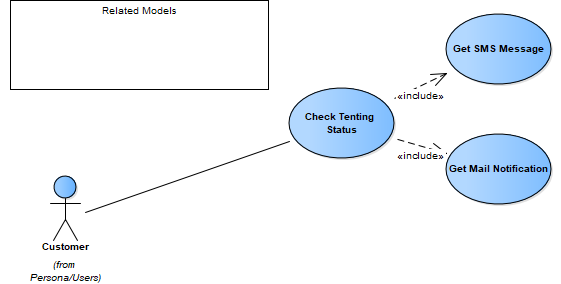 Related Models
Get SMS Message
«include»
Check Tenting
Status
«include»
Get Mail Notification
Customer
(from
Persona/Users)